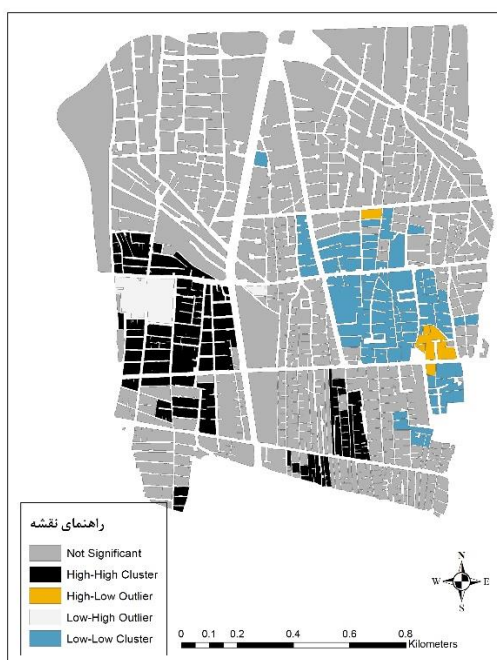 راهنمای نقشه
Not Significant
High-High Cluster
High-Low Outlier
Low-High Outlier
Low-Low Cluster
N
W E
S
0 0.1 0.2 0.4 0.6 0.8
Kilometers